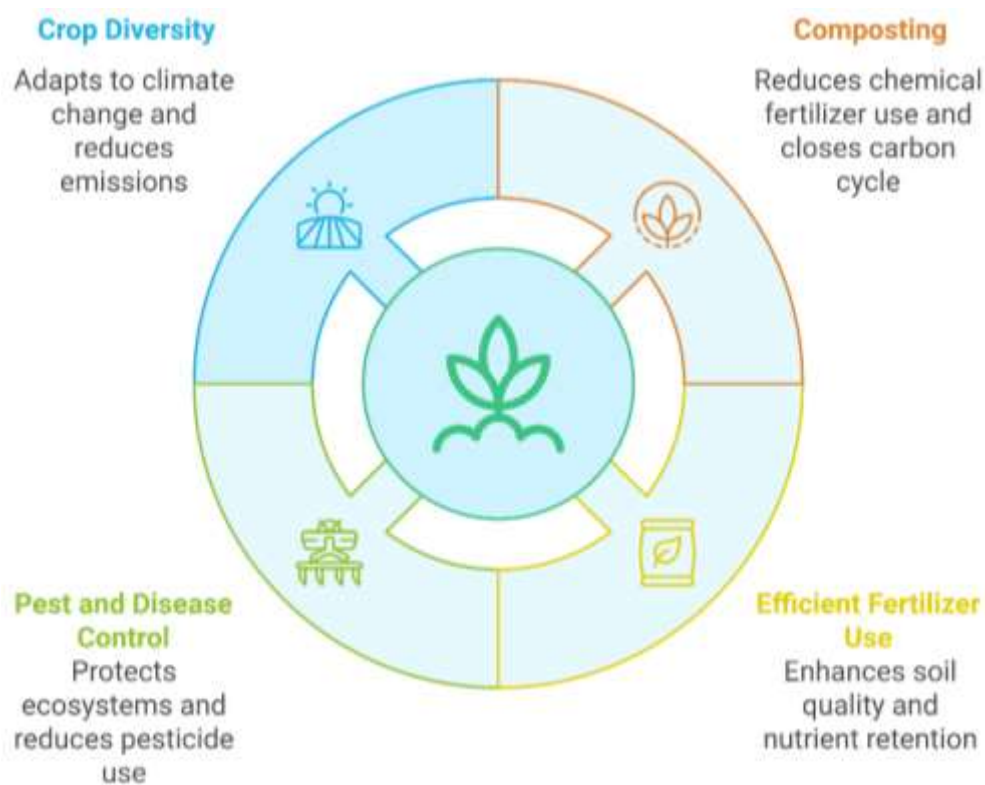 Crop Diversity
Adapts to climate
change and
reduces
emissions
Composting
Reduces chemical
fertilizer use and
closes carbon
cycle
Pest and Disease
Control
Protects
ecosystems and
reduces pesticide
use
Efficient Fertilizer
Use
Enhances soil
quality and
nutrient retention